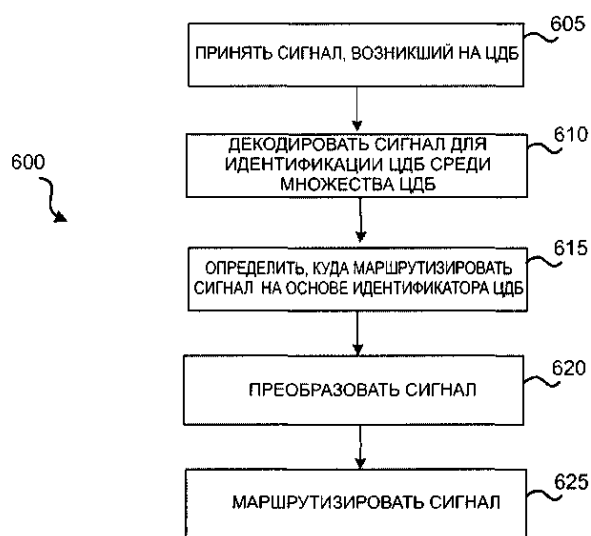 605
ПРИНЯТЬ СИГНАЛ, ВОЗНИКШИЙ НА ЦДБ
610
ДЕКОДИРОВАТЬ СИГНАЛ ДЛЯ
ИДЕНТИФИКАЦИИ ЦДБ СРЕДИ
МНОЖЕСТВА ЦДБ
600
615
ОПРЕДЕЛИТЬ, КУДА МАРШРУТИЗИРОВАТЬ
СИГНАЛ НА ОСНОВЕ ИДЕНТИФИКАТОРА ЦДБ
620
ПРЕОБРАЗОВАТЬ СИГНАЛ
625
МАРШРУТИЗИРОВАТЬ СИГНАЛ